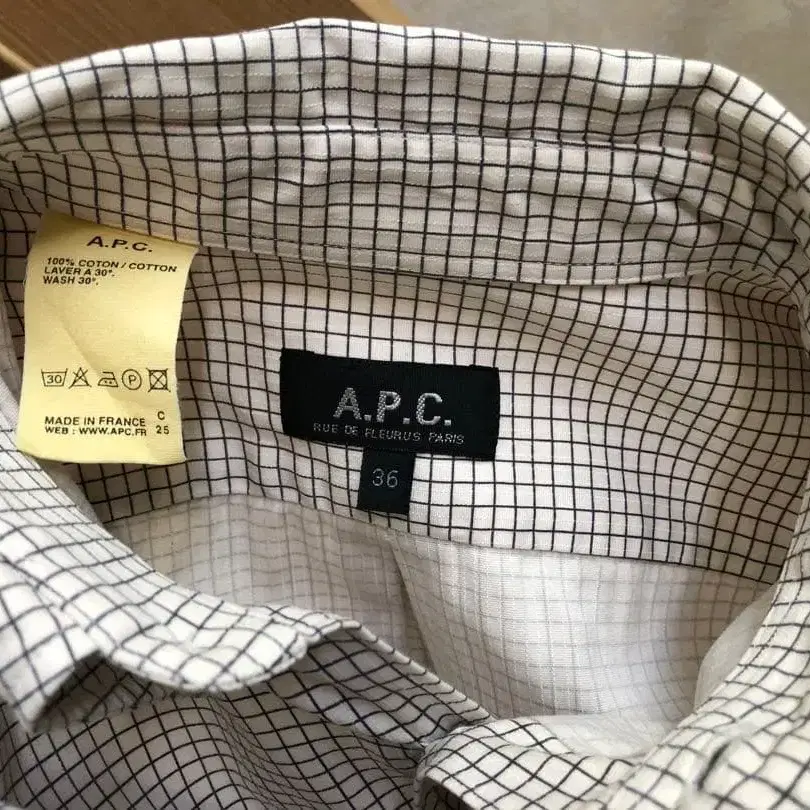 A.P.C.
100% COTON / COTTON
LAVER A 30°.
WASH 30°.
30 P
MADE IN FRANCE C
WEB : WWW.APC.FR 25
A.P.C.
RUE DE FLEURUS PARIS
36